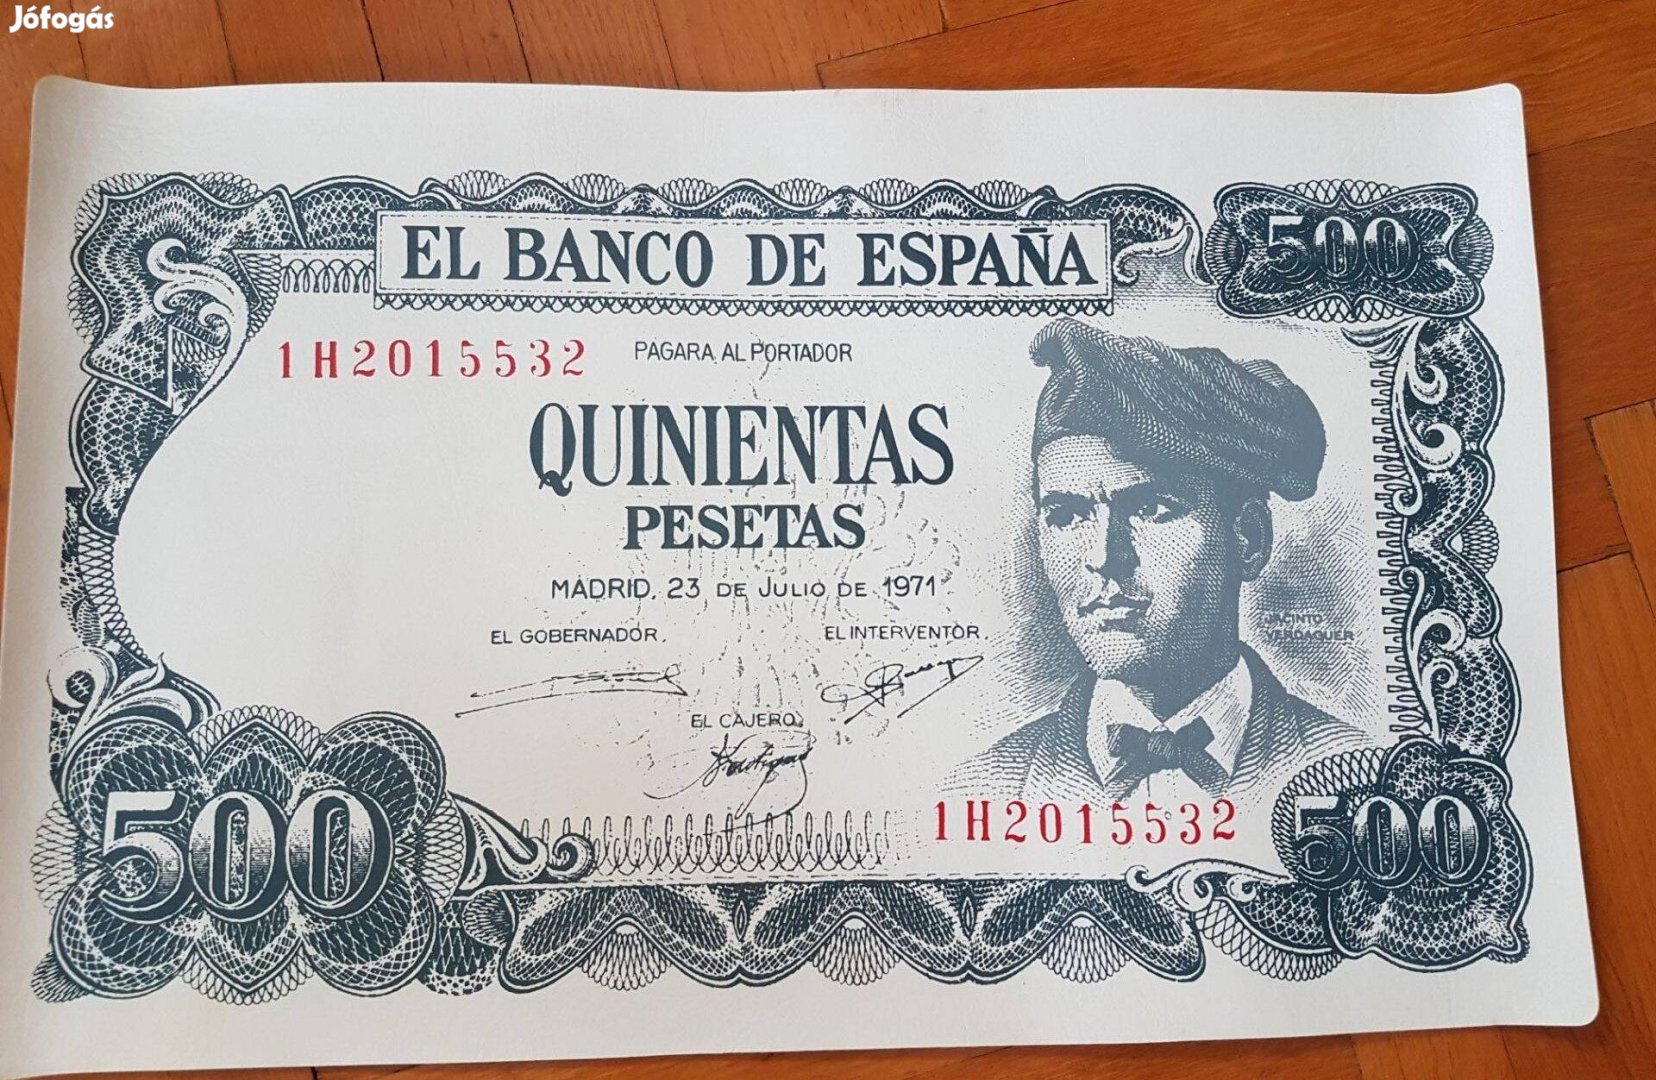 Jófogás
EL BANCO DE ESPAÑA
500
1H2015532
PAGARA AL PORTADOR
QUINIENTAS
PESETAS
MADRID, 23 DE JULIO DE 1971
EL GOBERNADOR,
EL INTERVENTOR,
JACINTO
VERDAGUER
EL CAJERO,
500
1H2015532
500